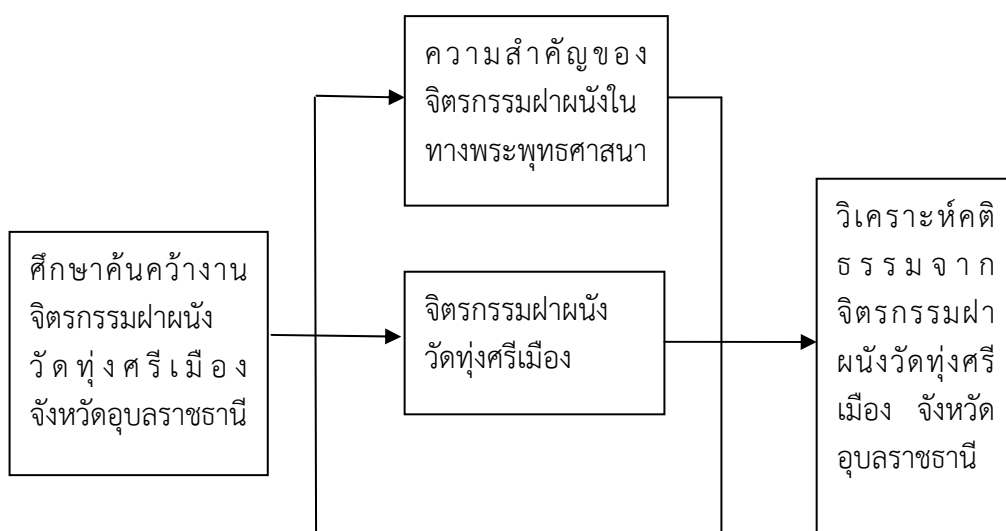 ความสำคัญของ
จิตรกรรมฝาผนังใน
ทางพระพุทธศาสนา
ศึกษาค้นคว้างาน
จิตรกรรมฝาผนัง
วัดทุ่งศรีเมือง
จังหวัดอุบลราชธานี
จิตรกรรมฝาผนัง
วัดทุ่งศรีเมือง
วิเคราะห์คติ
ธรรมจาก
จิตรกรรมฝา
ผนังวัดทุ่งศรี
เมือง จังหวัด
อุบลราชธานี